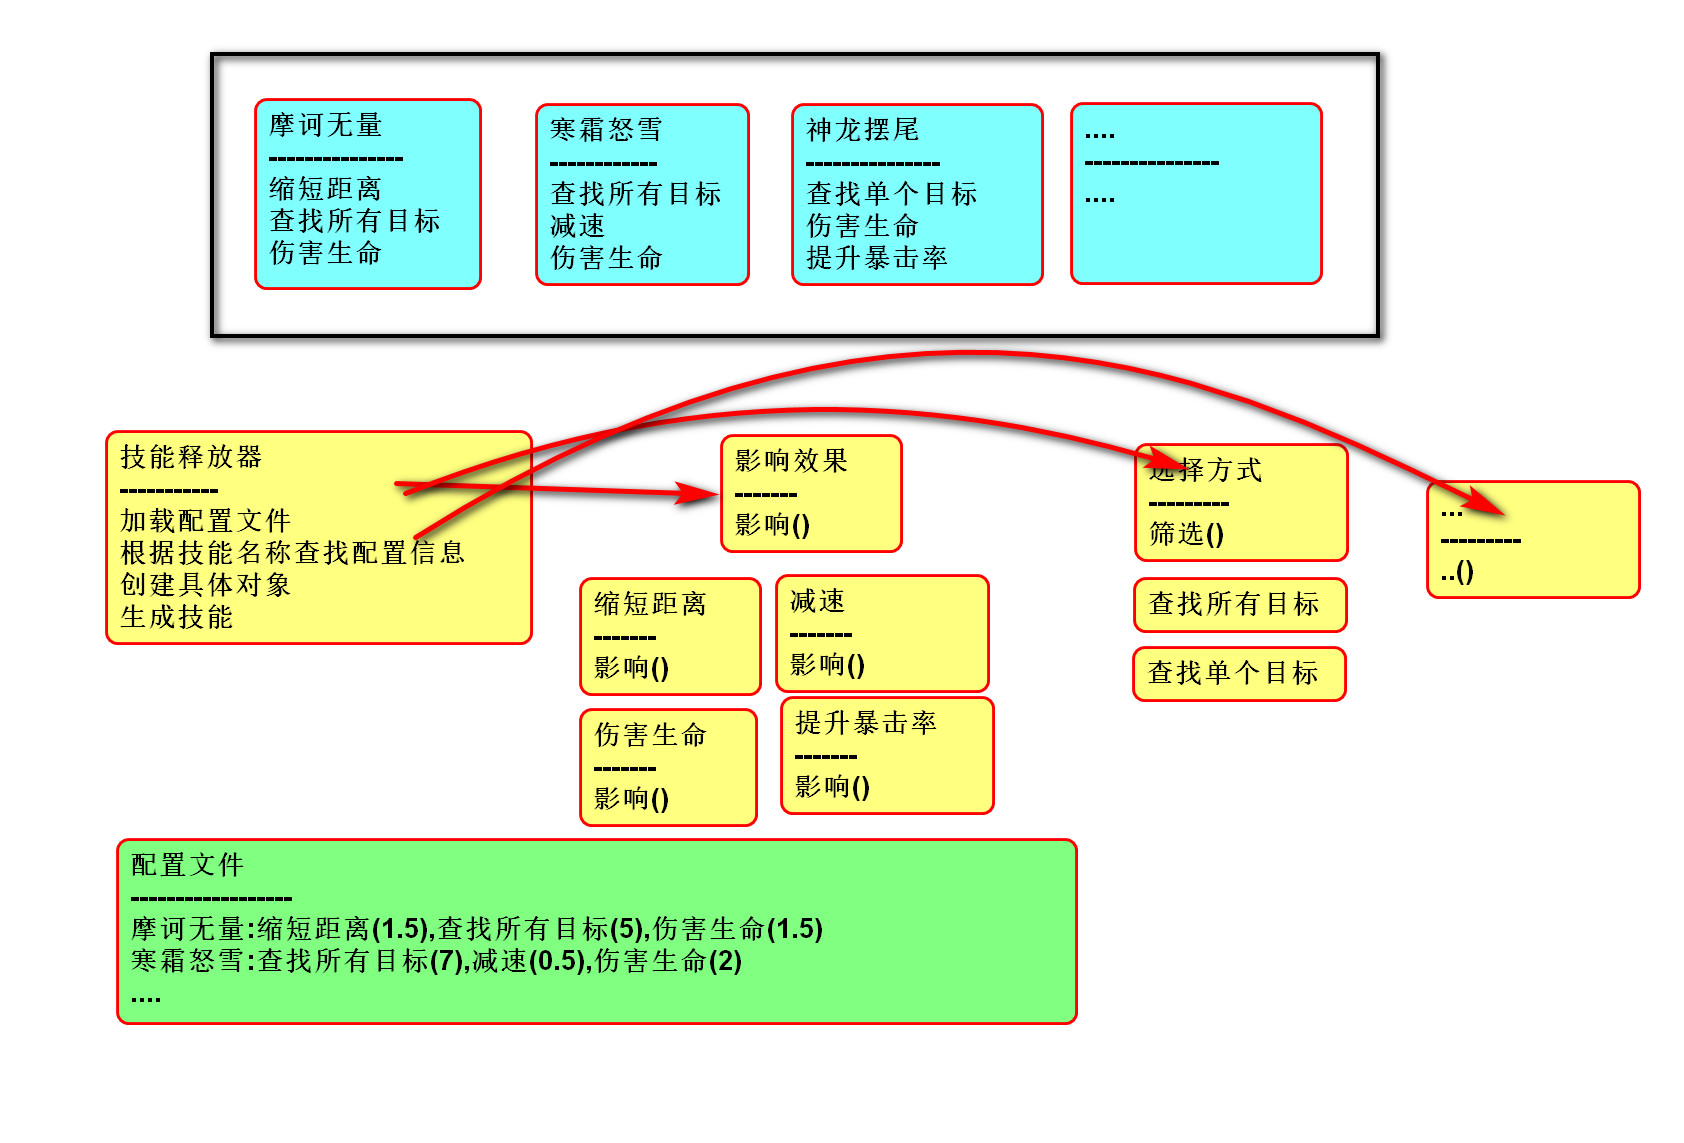 摩诃无量
---------------
缩短距离
查找所有目标
伤害生命
寒霜怒雪
------------
查找所有目标
减速
伤害生命
神龙摆尾
---------------
查找单个目标
伤害生命
提升暴击率
....
---------------
....
技能释放器
-----------
加载配置文件
根据技能名称查找配置信息
创建具体对象
生成技能
影响效果
-------
影响()
缩短距离
-------
影响()
减速
-------
影响()
伤害生命
-------
影响()
提升暴击率
-------
影响()
选择方式
---------
筛选()
查找所有目标
查找单个目标
...
---------
..()
配置文件
------------------
摩诃无量:缩短距离(1.5),查找所有目标(5),伤害生命(1.5)
寒霜怒雪:查找所有目标(7),减速(0.5),伤害生命(2)
....